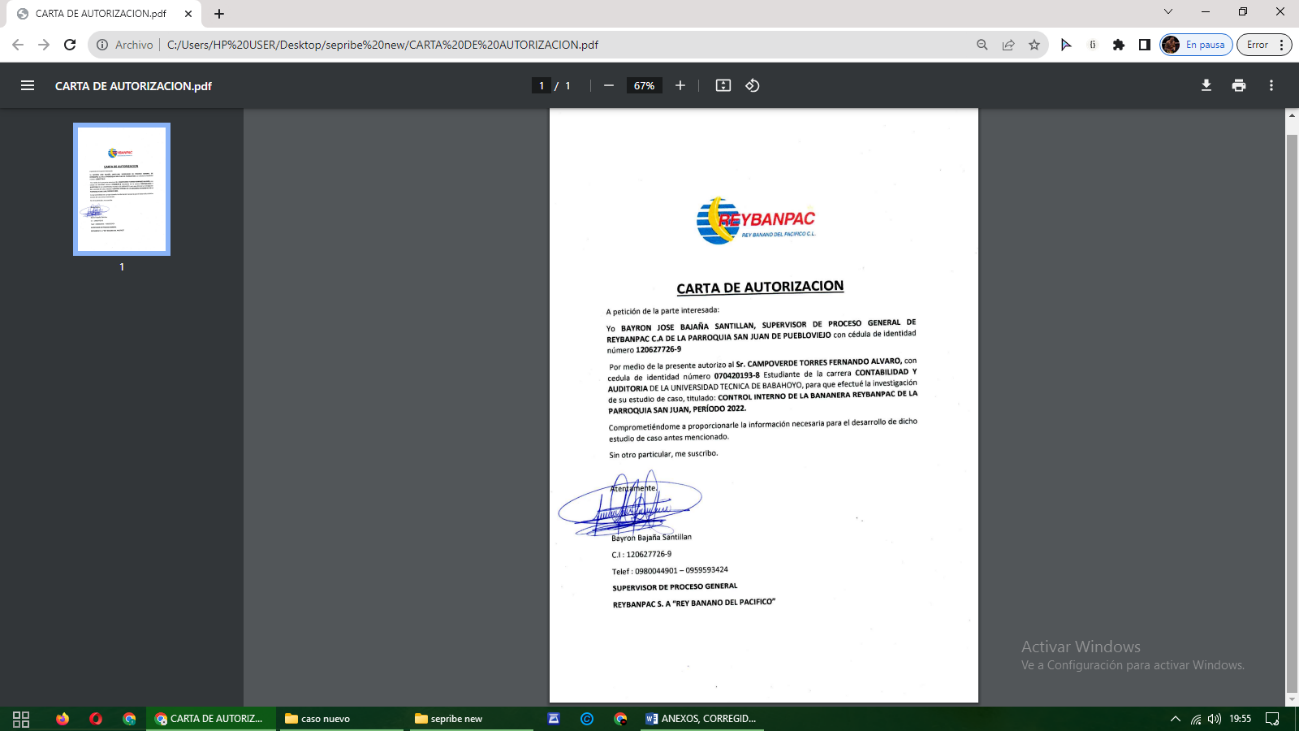 CARTA DE AUTORIZACION.pdf
Archivo C:/Users/HP%20USER/Desktop/sepribe%20new/CARTA%20DE%20AUTORIZACION.pdf
En pausa
Error
CARTA DE AUTORIZACION.pdf
1 / 1
67%
1
REYBANPAC
REY BANANO DEL PACIFICO C.L.
CARTA DE AUTORIZACION
A petición de la parte interesada:
Yo BAYRON JOSE BAJAÑA SANTILLAN, SUPERVISOR DE PROCESO GENERAL DE
REYBANPAC C.A DE LA PARROQUIA SAN JUAN DE PUEBLOVIEJO con cédula de identidad
número 120627726-9
Por medio de la presente autorizo al Sr. CAMPOVERDE TORRES FERNANDO ALVARO, con
cedula de identidad número 070420193-8 Estudiante de la carrera CONTABILIDAD Y
AUDITORIA DE LA UNIVERSIDAD TECNICA DE BABAHOYO, para que efectué la investigación
de su estudio de caso, titulado: CONTROL INTERNO DE LA BANANERA REYBANPAC DE LA
PARROQUIA SAN JUAN, PERÍODO 2022.
Comprometiéndome a proporcionarle la información necesaria para el desarrollo de dicho
estudio de caso antes mencionado.
Sin otro particular, me suscribo.
Atentamente,
Bayron Bajaña Santillan
C.I : 120627726-9
Telef : 0980044901 – 0959593424
SUPERVISOR DE PROCESO GENERAL
REYBANPAC S. A "REY BANANO DEL PACIFICO"
Activar Windows
Ve a Configuración para activar Windows.
CARTA DE AUTORIZ...
caso nuevo
sepribe new
ANEXOS, CORREGID...
19:55